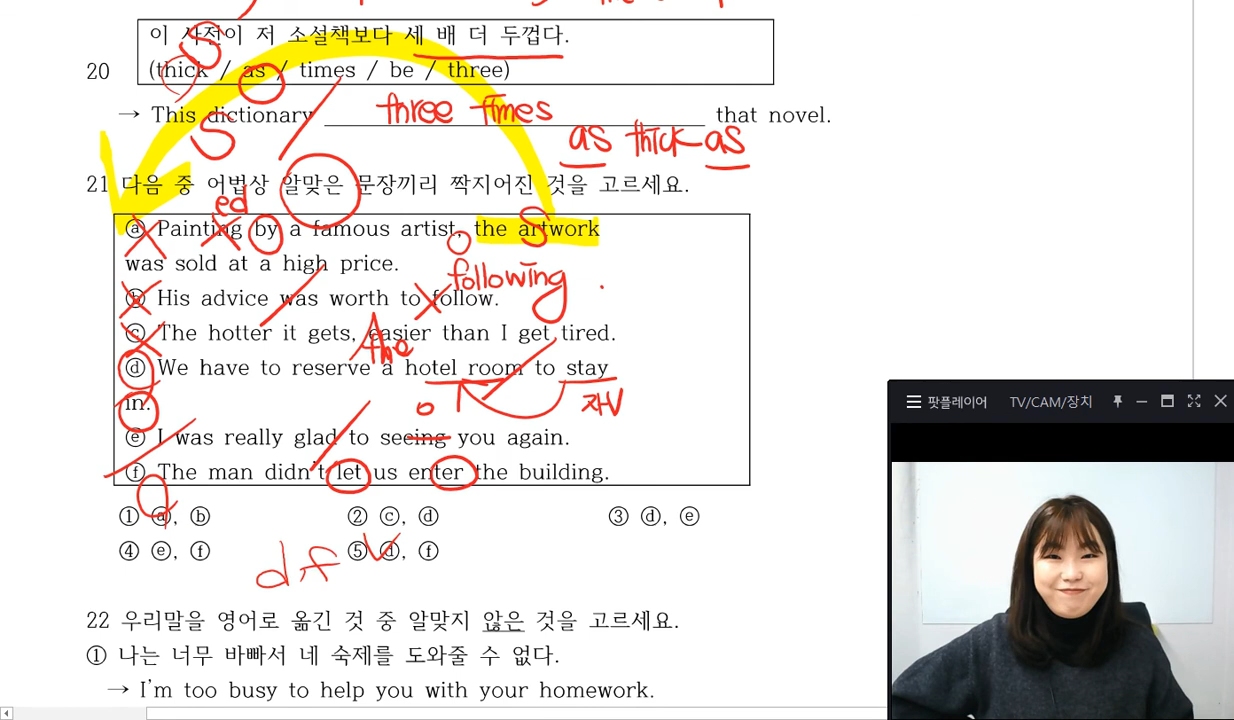 이 사전이 저 소설책보다 세 배 더 두껍다.
20 (thick / as / times / be / three)
→ This dictionary three times that novel.
as thick as
21 다음 중 어법상 알맞은 문장끼리 짝지어진 것을 고르세요.
ed
ⓐ Painting by a famous artist, the artwork
was sold at a high price.
following
ⓑ His advice was worth to follow.
ⓒ The hotter it gets, easier than I get tired.
the
ⓓ We have to reserve a hotel room to stay
in. 자V
ⓔ I was really glad to seeing you again.
ⓕ The man didn't let us enter the building.
① ⓐ, ⓑ ② ⓒ, ⓓ ③ ⓓ, ⓔ
④ ⓔ, ⓕ ⑤ ⓓ, ⓕ
d f
22 우리말을 영어로 옮긴 것 중 알맞지 않은 것을 고르세요.
① 나는 너무 바빠서 네 숙제를 도와줄 수 없다.
→ I'm too busy to help you with your homework.
팟플레이어 TV/CAM/장치